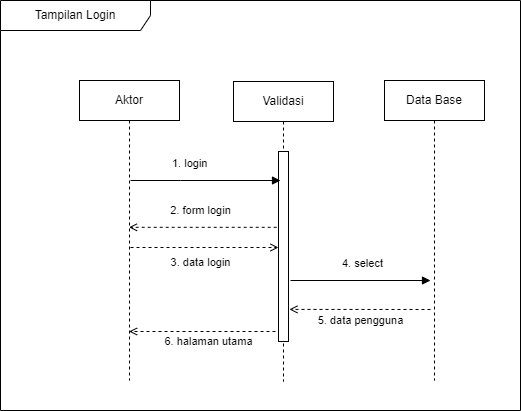 Tampilan Login
Aktor
Validasi
Data Base
1. login
2. form login
3. data login
4. select
5. data pengguna
6. halaman utama